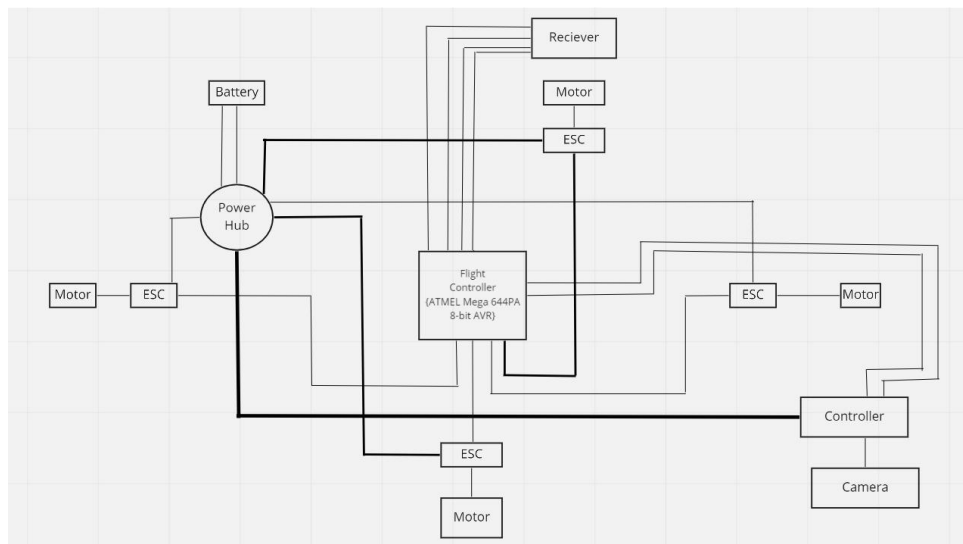 Reciever
Battery
Motor
ESC
Power
Hub
Flight
Controller
{ATMEL Mega 644PA
8-bit AVR}
Motor
ESC
ESC
Motor
Controller
ESC
Camera
Motor